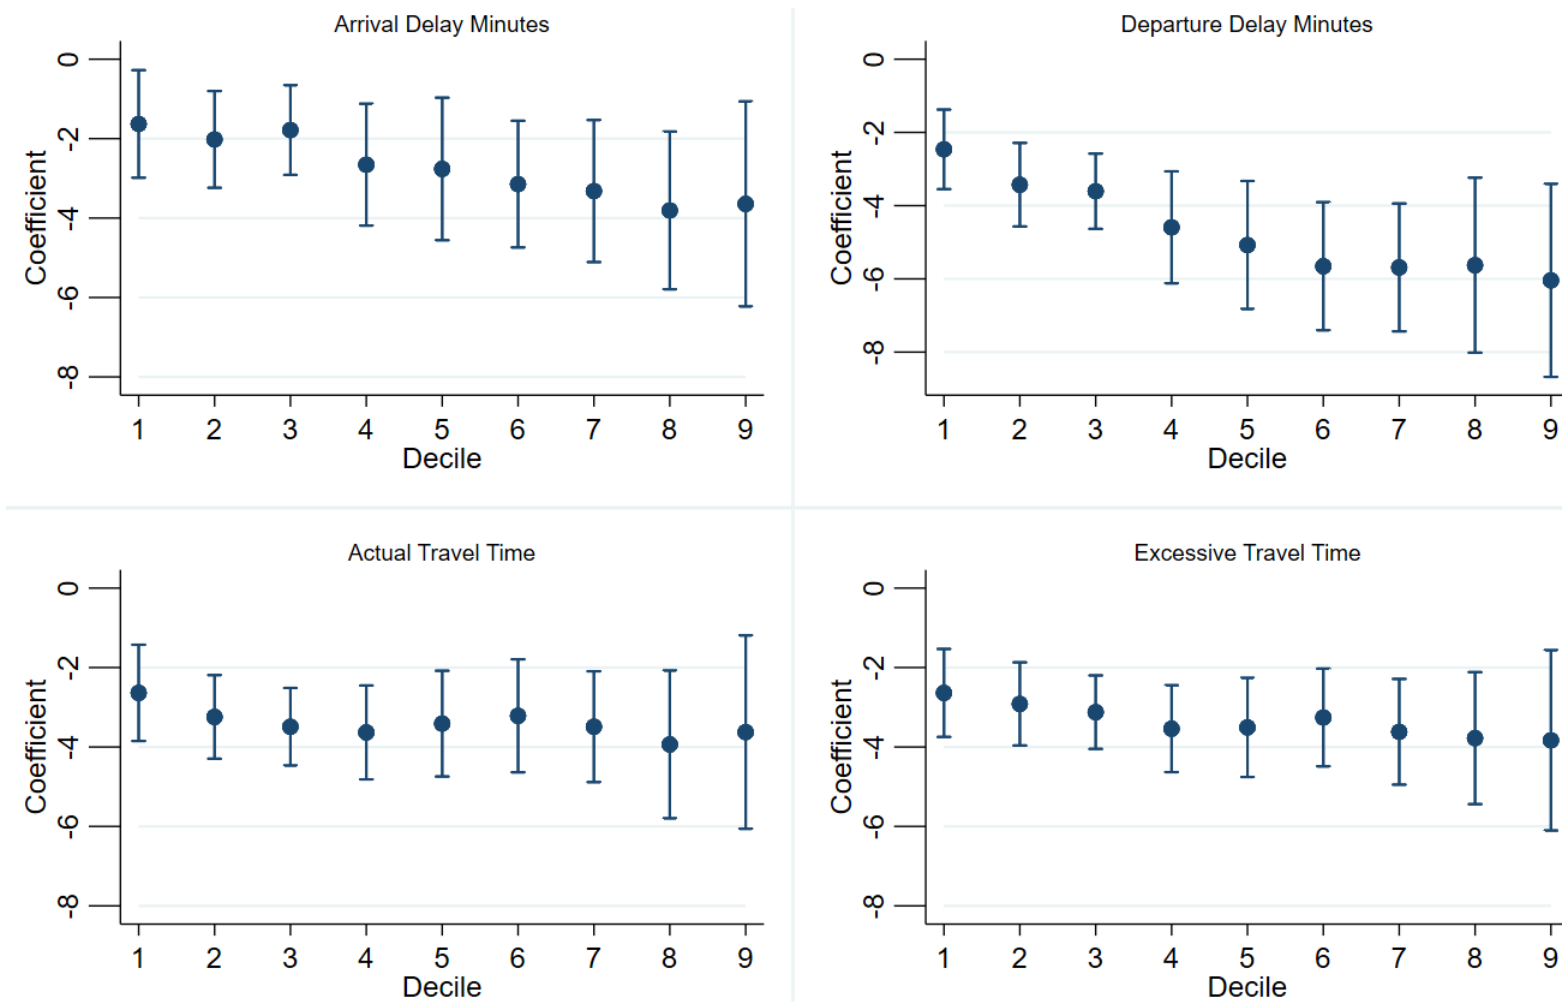 Arrival Delay Minutes
Coefficient
0
-2
-4
-6
-8
1 2 3 4 5 6 7 8 9
Decile
Departure Delay Minutes
Coefficient
0
-2
-4
-6
-8
1 2 3 4 5 6 7 8 9
Decile
Actual Travel Time
Coefficient
0
-2
-4
-6
-8
1 2 3 4 5 6 7 8 9
Decile
Excessive Travel Time
Coefficient
0
-2
-4
-6
-8
1 2 3 4 5 6 7 8 9
Decile